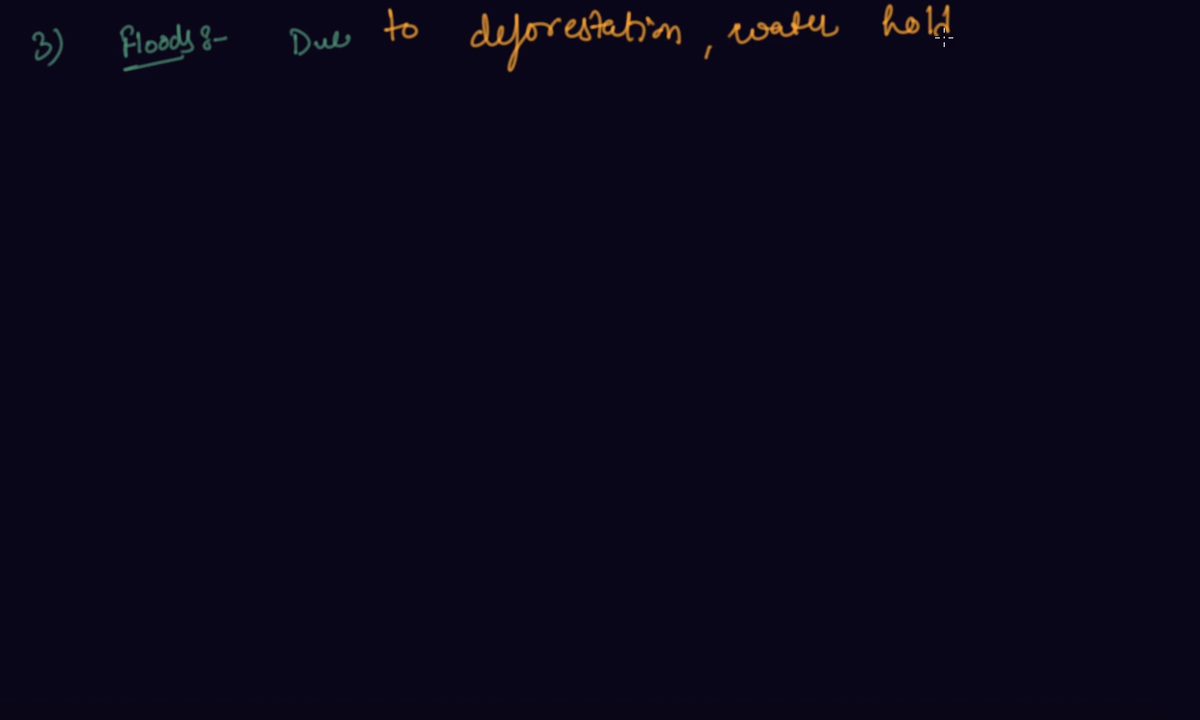 3) Floods :- Due to deforestation, water hold